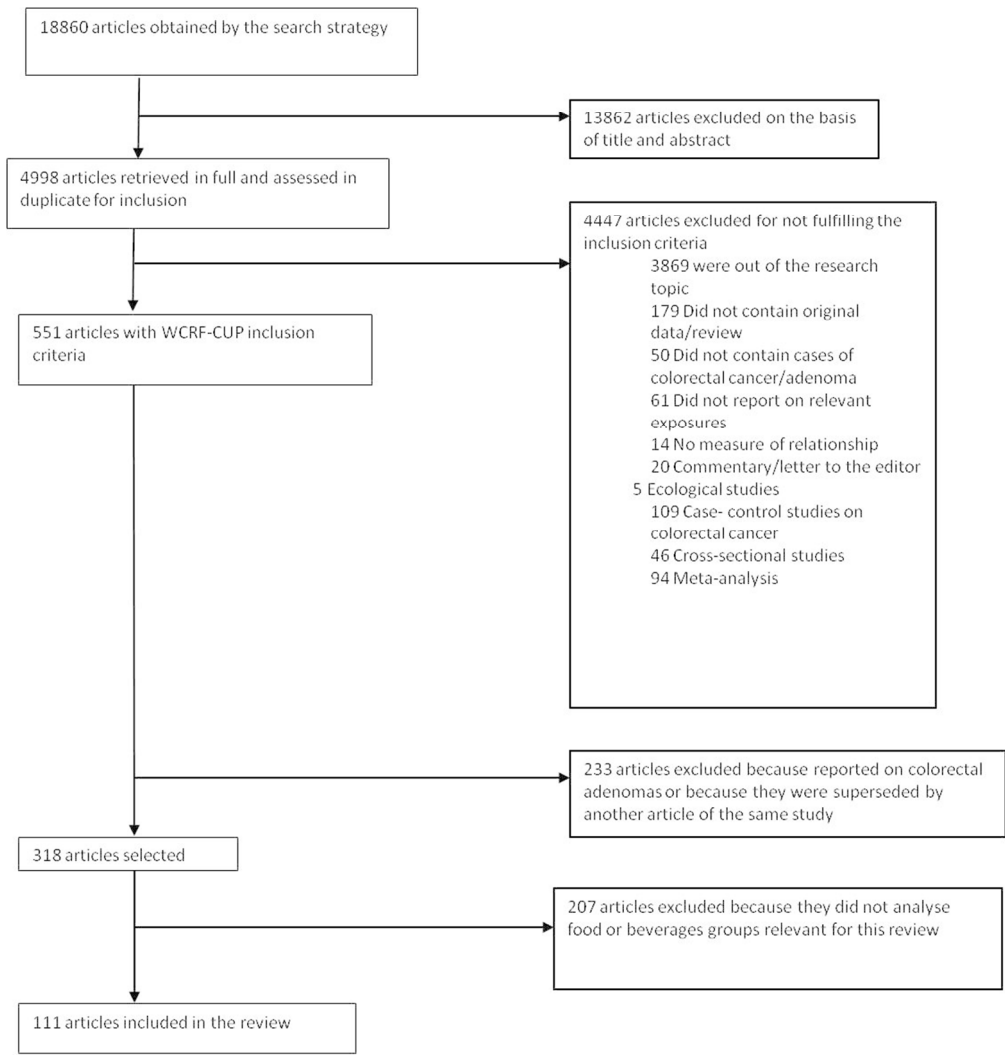 18860 articles obtained by the search strategy
13862 articles excluded on the basis
of title and abstract
4998 articles retrieved in full and assessed in
duplicate for inclusion
4447 articles excluded for not fulfilling the
inclusion criteria
3869 were out of the research
topic
179 Did not contain original
data/review
50 Did not contain cases of
colorectal cancer/adenoma
61 Did not report on relevant
exposures
14 No measure of relationship
20 Commentary/letter to the editor
5 Ecological studies
109 Case- control studies on
colorectal cancer
46 Cross-sectional studies
94 Meta-analysis
551 articles with WCRF-CUP inclusion
criteria
233 articles excluded because reported on colorectal
adenomas or because they were superseded by
another article of the same study
318 articles selected
207 articles excluded because they did not analyse
food or beverages groups relevant for this review
111 articles included in the review